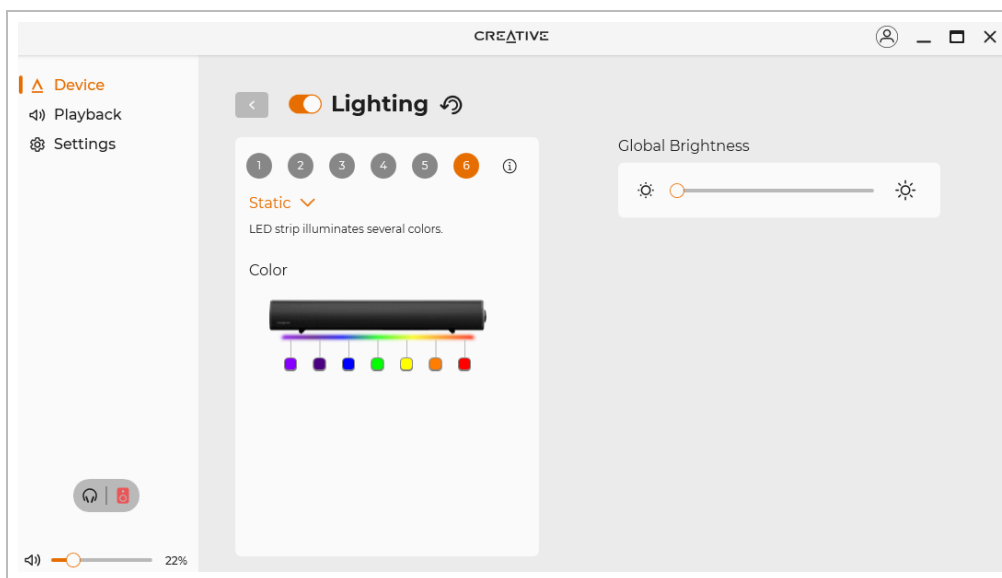 CREATIVE
Device
Playback
Settings
Lighting
1 2 3 4 5 6
Static
LED strip illuminates several colors.
Color
Global Brightness
22%